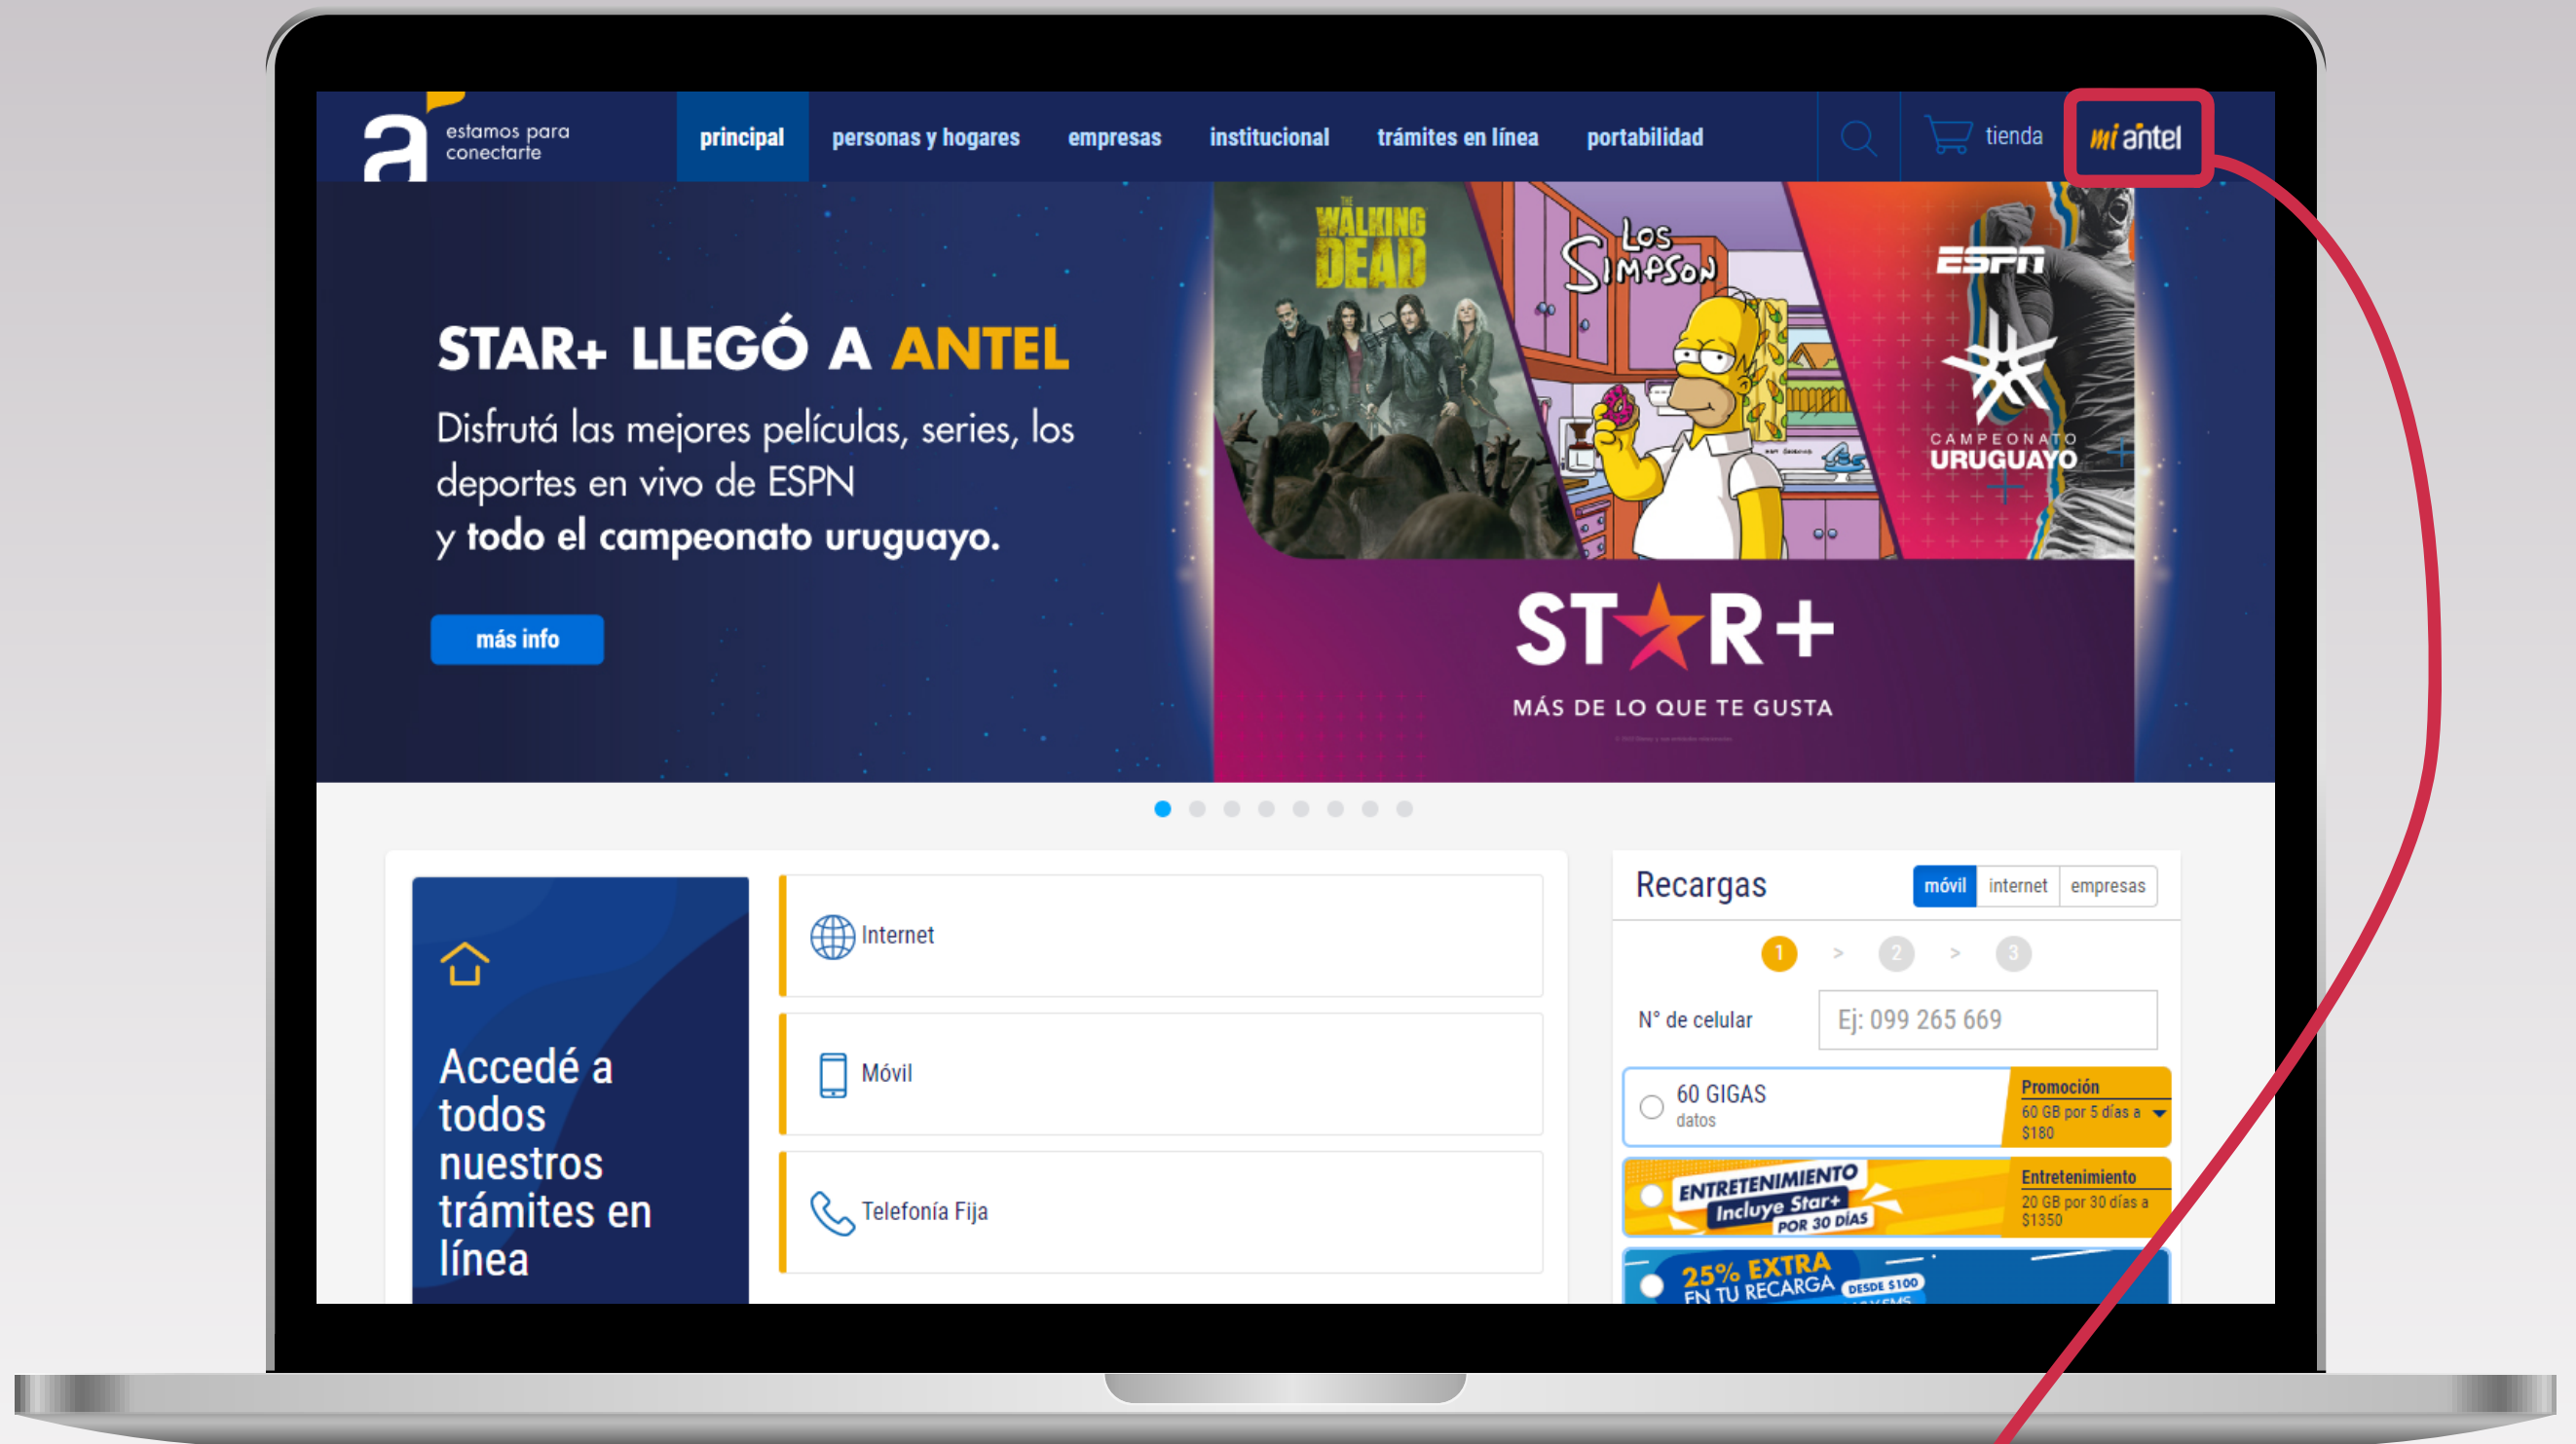 a
estamos para
conectarte
principal
personas y hogares
empresas
institucional
trámites en línea
portabilidad
tienda
mi antel
STAR+ LLEGÓ A ANTEL
Disfrutá las mejores películas, series, los
deportes en vivo de ESPN
y todo el campeonato uruguayo.
más info
THE
WALKING
DEAD
LOS
SIMPSON
ESPN
CAMPEONATO
URUGUAYO
STAR+
MÁS DE LO QUE TE GUSTA
Accedé a
todos
nuestros
trámites en
línea
Internet
Móvil
Telefonía Fija
Recargas
móvil
internet
empresas
1 > 2 > 3
N° de celular
Ej: 099 265 669
60 GIGAS
datos
Promoción
60 GB por 5 días a
$180
ENTRETENIMIENTO
Incluye Star+
POR 30 DÍAS
Entretenimiento
20 GB por 30 días a
$1350
25% EXTRA
EN TU RECARGA
DESDE $100